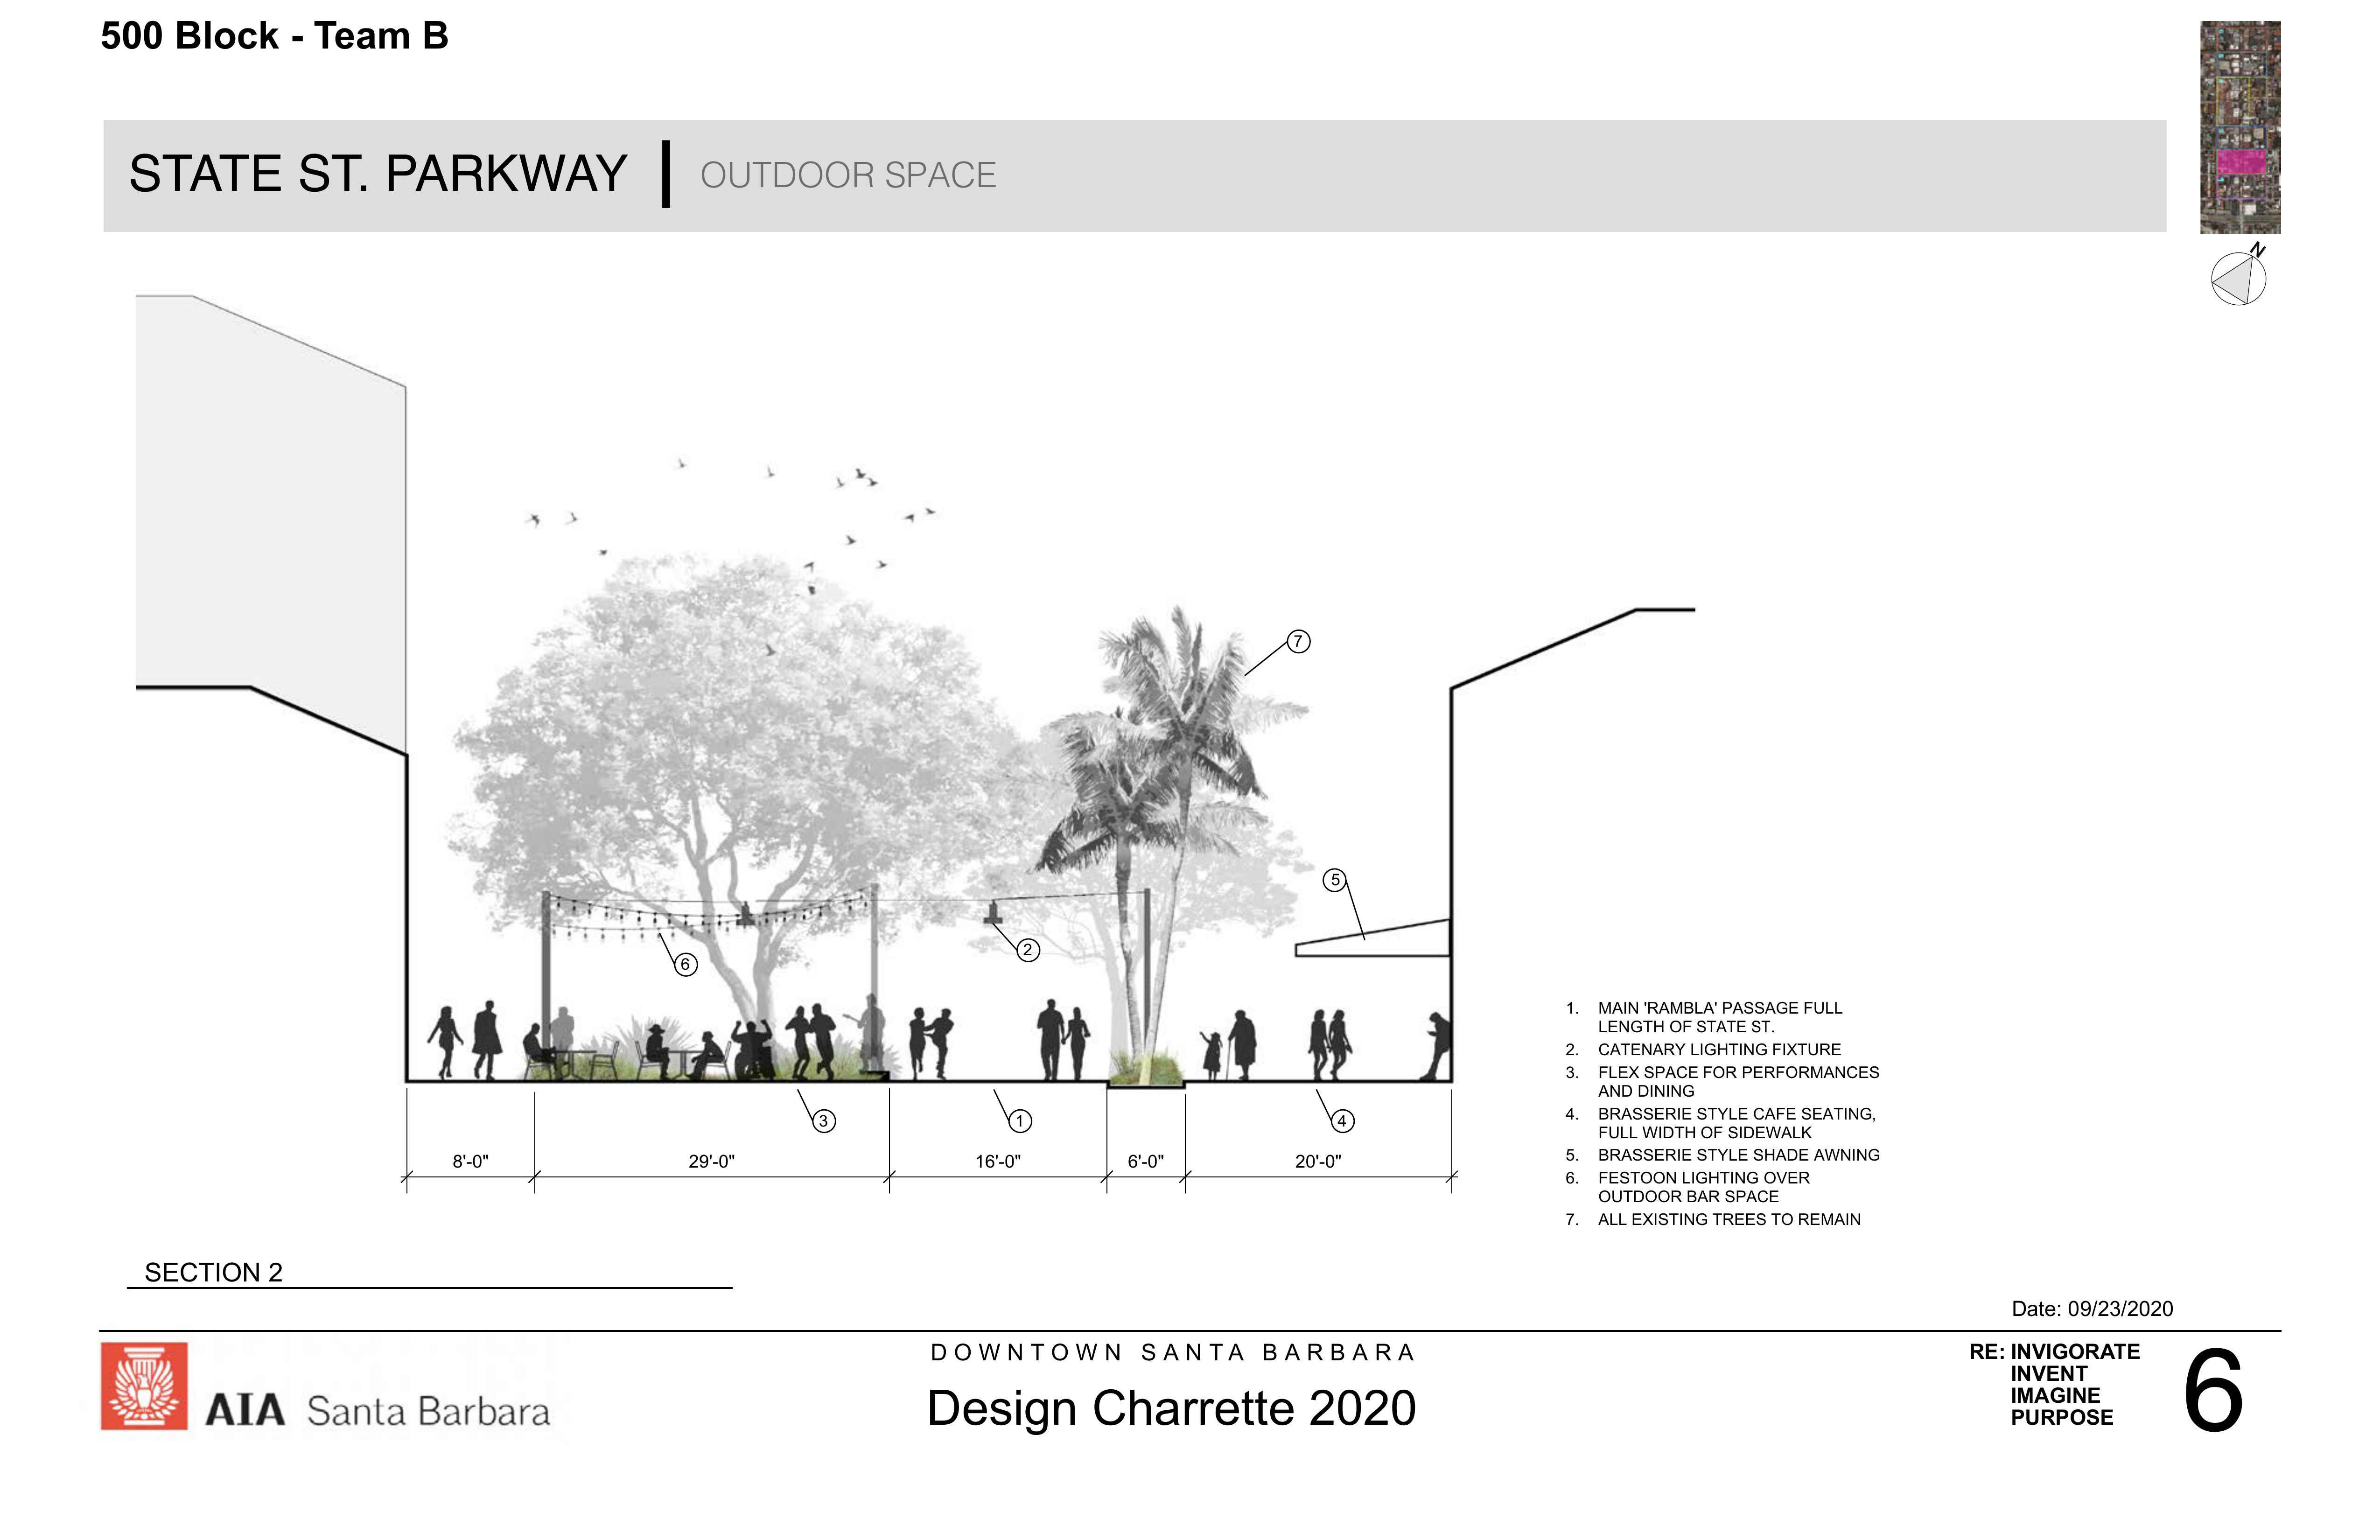 500 Block - Team B
STATE ST. PARKWAY | OUTDOOR SPACE
N
7
5
2
6
3
1
4
8'-0"
29'-0"
16'-0"
6'-0"
20'-0"
1. MAIN 'RAMBLA' PASSAGE FULL
LENGTH OF STATE ST.
2. CATENARY LIGHTING FIXTURE
3. FLEX SPACE FOR PERFORMANCES
AND DINING
4. BRASSERIE STYLE CAFE SEATING,
FULL WIDTH OF SIDEWALK
5. BRASSERIE STYLE SHADE AWNING
6. FESTOON LIGHTING OVER
OUTDOOR BAR SPACE
7. ALL EXISTING TREES TO REMAIN
SECTION 2
Date: 09/23/2020
AIA Santa Barbara
DOWNTOWN SANTA BARBARA
Design Charrette 2020
RE: INVIGORATE
INVENT
IMAGINE
PURPOSE
6